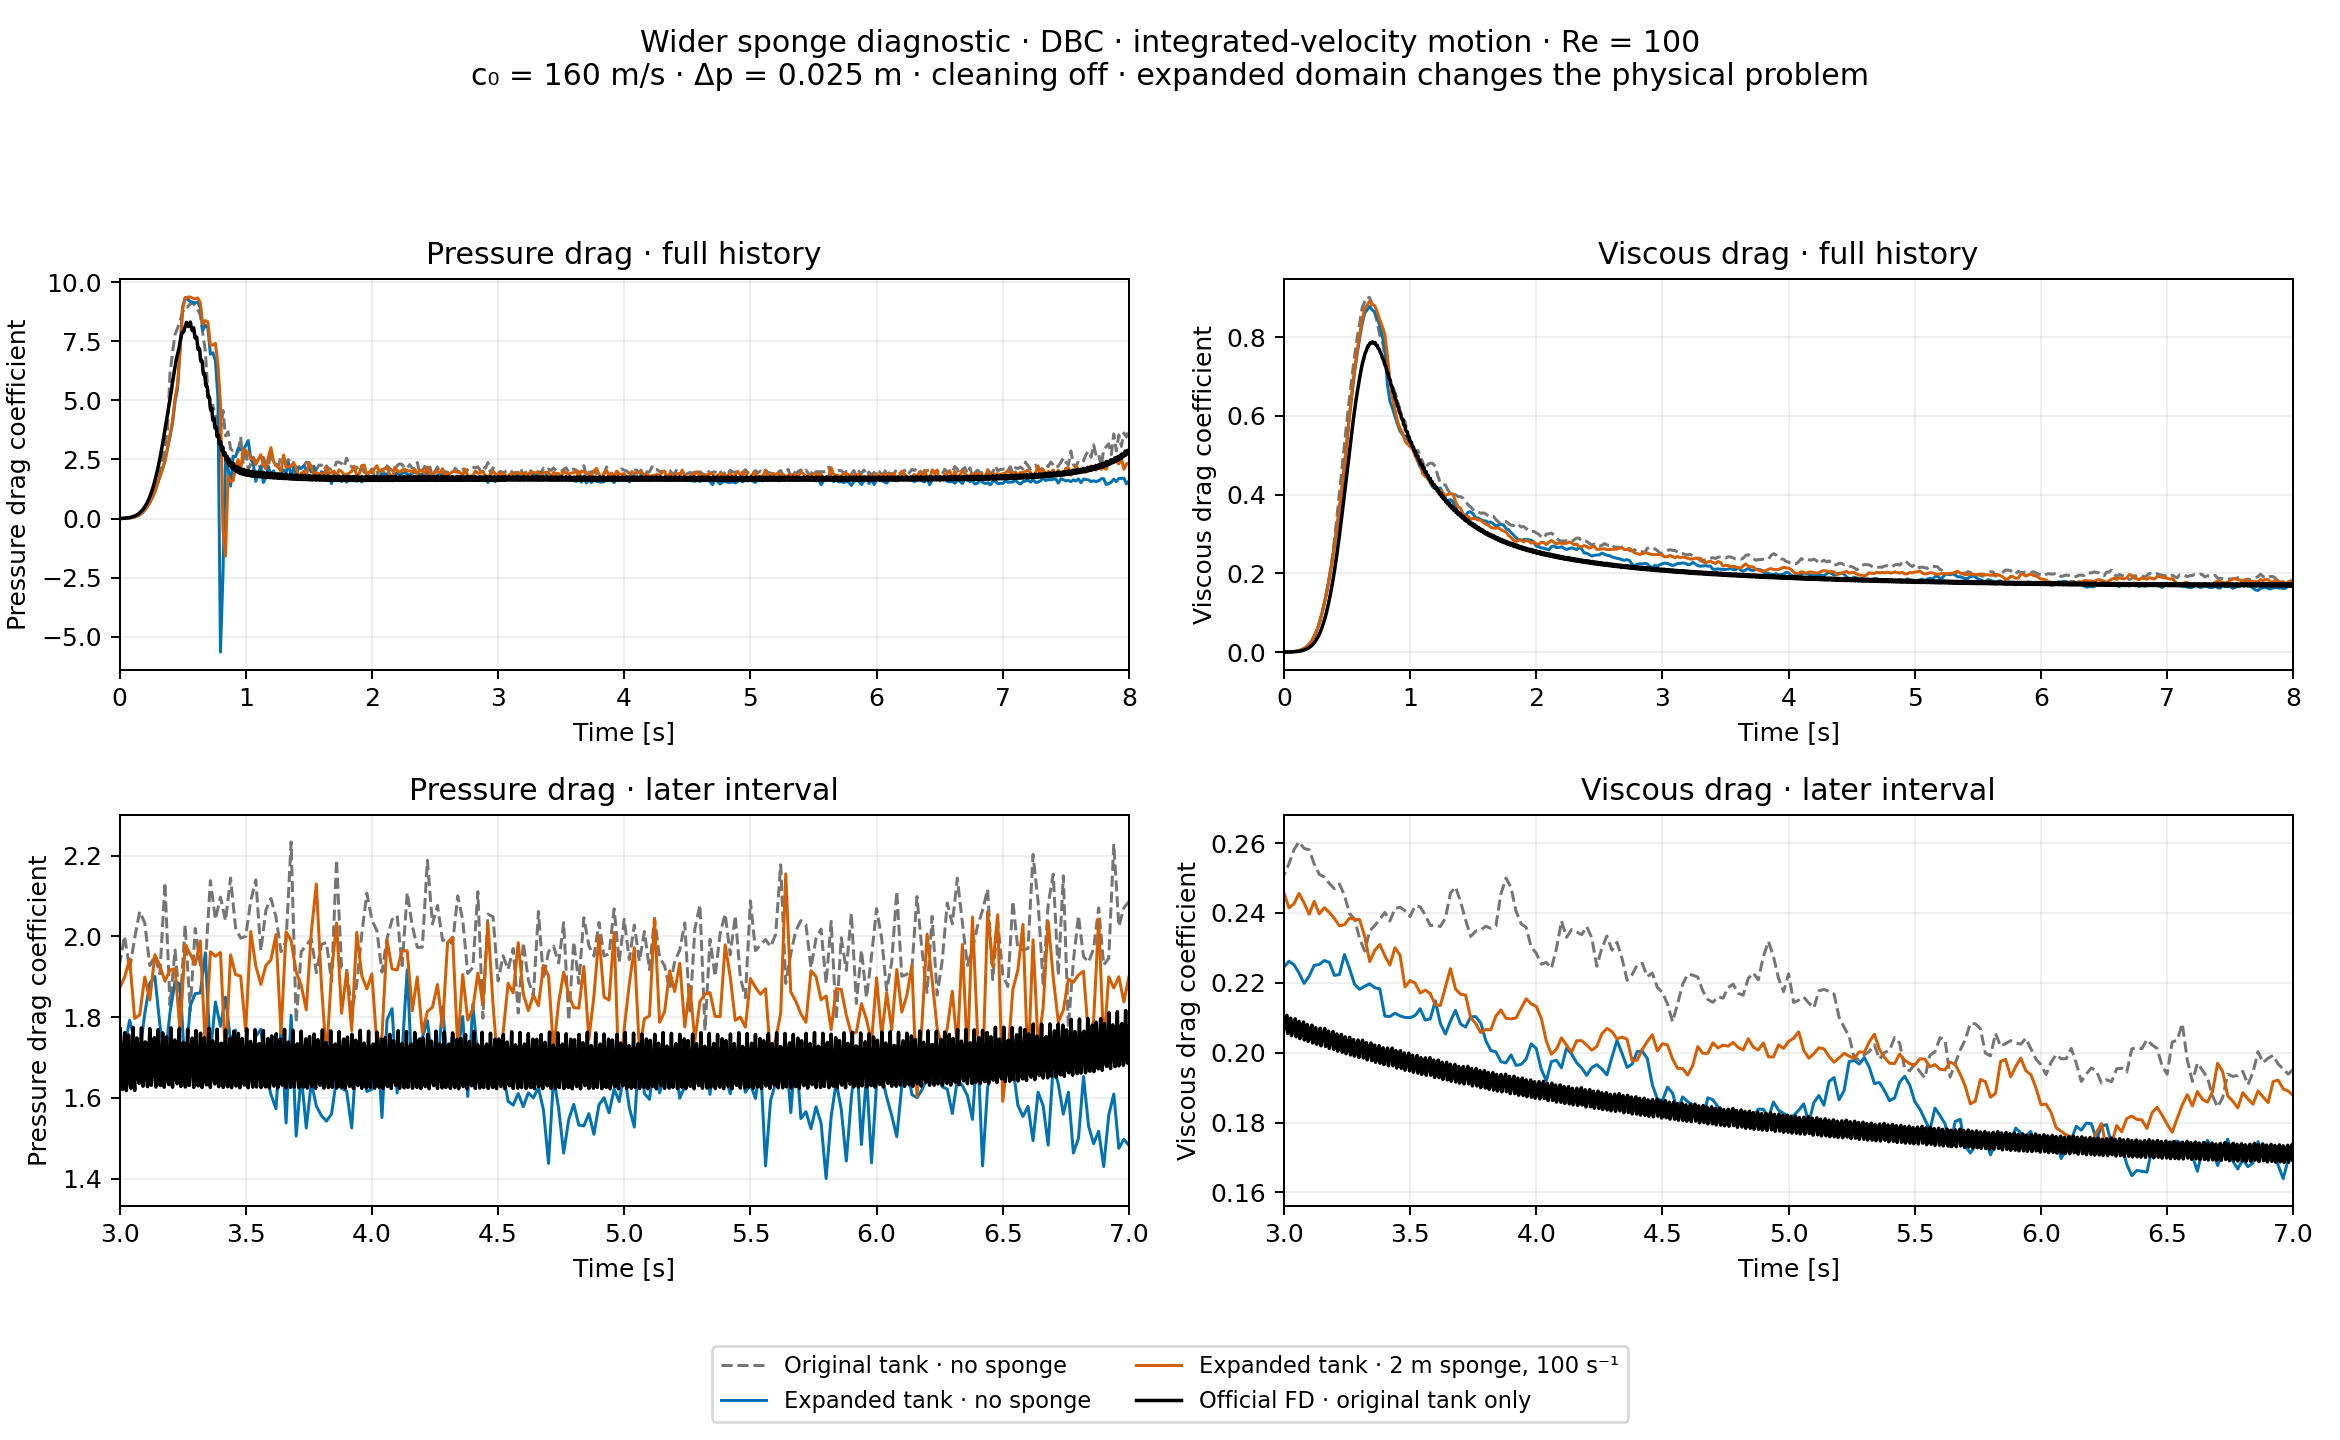 Wider sponge diagnostic · DBC · integrated-velocity motion · Re = 100
c₀ = 160 m/s · Δp = 0.025 m · cleaning off · expanded domain changes the physical problem
Pressure drag · full history
Pressure drag coefficient
10.0
7.5
5.0
2.5
0.0
−2.5
−5.0
0 1 2 3 4 5 6 7 8
Time [s]
Viscous drag · full history
Viscous drag coefficient
0.8
0.6
0.4
0.2
0.0
0 1 2 3 4 5 6 7 8
Time [s]
Pressure drag · later interval
Pressure drag coefficient
2.2
2.0
1.8
1.6
1.4
3.0 3.5 4.0 4.5 5.0 5.5 6.0 6.5 7.0
Time [s]
Viscous drag · later interval
Viscous drag coefficient
0.26
0.24
0.22
0.20
0.18
0.16
3.0 3.5 4.0 4.5 5.0 5.5 6.0 6.5 7.0
Time [s]
Original tank · no sponge
Expanded tank · no sponge
Expanded tank · 2 m sponge, 100 s⁻¹
Official FD · original tank only